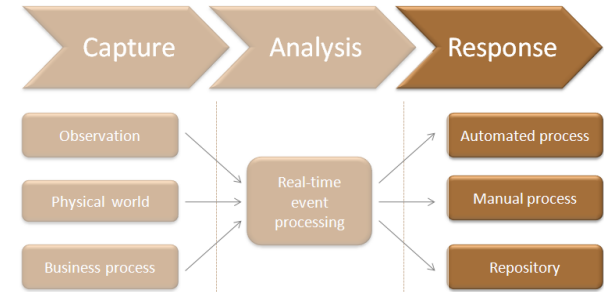 Capture
Analysis
Response
Observation
Physical world
Business process
Real-time
event
processing
Automated process
Manual process
Repository